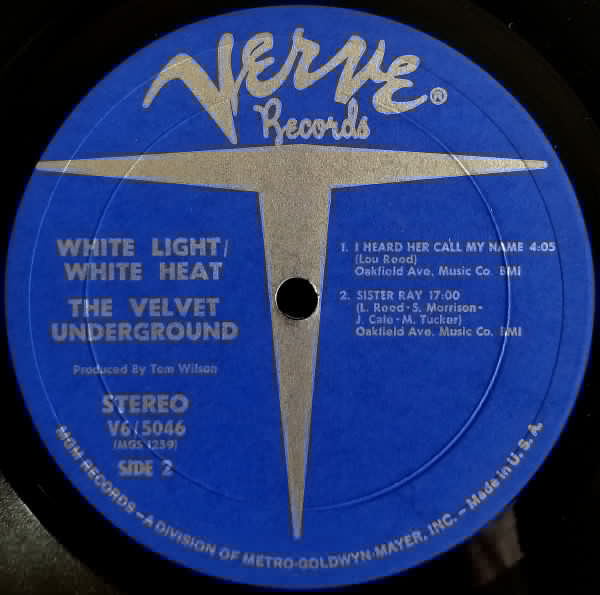 Verve ®
Records
WHITE LIGHT/
WHITE HEAT
THE VELVET
UNDERGROUND
Produced By Tom Wilson
STEREO
V6/5046
(MGS 1259)
SIDE 2
1. I HEARD HER CALL MY NAME 4:05
(Lou Reed)
Oakfield Ave. Music Co. BMI
2. SISTER RAY 17:00
(L. Reed-S. Morrison-
J. Cale-M. Tucker)
Oakfield Ave. Music Co. BMI
MGM RECORDS – A DIVISION OF METRO-GOLDWYN-MAYER, INC. – Made in U. S. A.